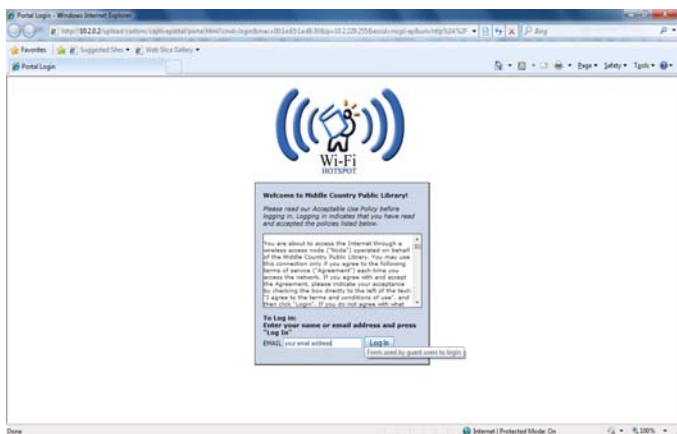 Portal Login - Windows Internet Explorer
Bing
Favorites
Suggested Sites
Web Slice Gallery
Portal Login
Page
Safety
Tools
Wi-Fi
HOTSPOT
Welcome to Middle Country Public Library!
Please read our Acceptable Use Policy before
logging in. Logging in indicates that you have read
and accepted the policies listed below.
You are about to access the Internet through a
wireless access node ("Node") operated on behalf
of the Middle Country Public Library. You may use
this connection only if you agree to the following
terms of service ("Agreement") each time you
access the network. If you agree with and accept
the Agreement, please indicate your acceptance
by checking the box directly to the left of the text:
"I agree to the terms and conditions of use", and
then click "Login". If you do not agree with what
To Log in:
Enter your name or email address and press
"Log In"
EMAIL your email address Log In
Form used by guest users to login
Done
Internet | Protected Mode: On
100%